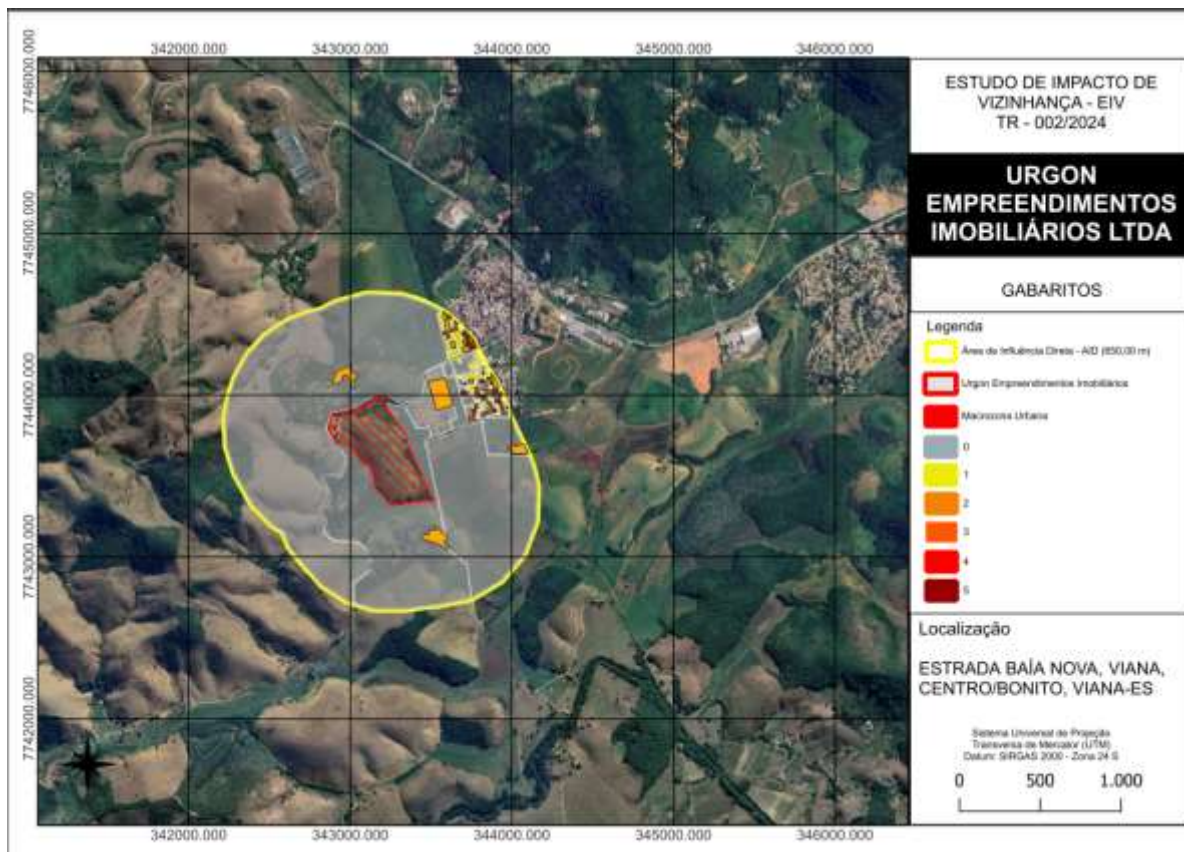 342000.000 343000.000 344000.000 345000.000 346000.000
7746000.000
7745000.000
7744000.000
7743000.000
7742000.000
342000.000 343000.000 344000.000 345000.000 346000.000
ESTUDO DE IMPACTO DE
VIZINHANÇA - EIV
TR - 002/2024
URGON
EMPREENDIMENTOS
IMOBILIÁRIOS LTDA
GABARITOS
Legenda
Área de Influência Direta - AID (650,00 m)
Urgon Empreendimentos Imobiliários
Macrozona Urbana
0
1
2
3
4
5
Localização
ESTRADA BAÍA NOVA, VIANA,
CENTRO/BONITO, VIANA-ES
Sistema Universal de Projeção
Transversa de Mercator (UTM)
Datum: SIRGAS 2000 - Zona 24 S
0 500 1.000